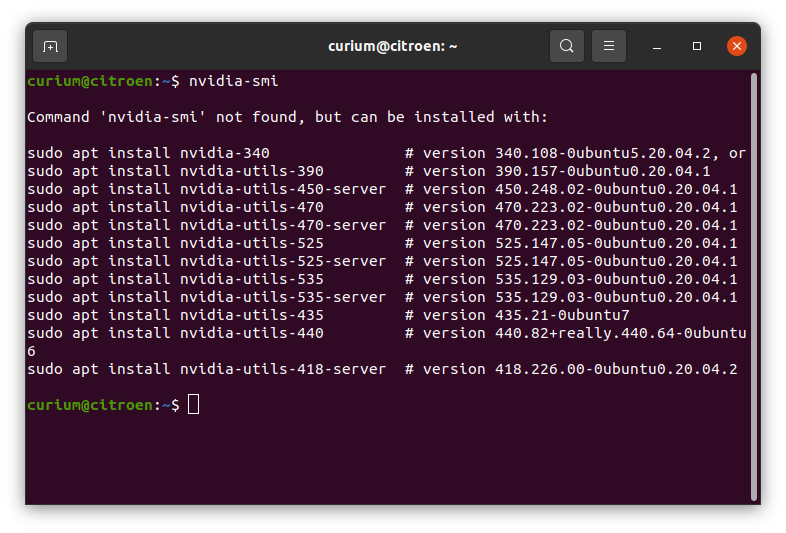 curium@citroen: ~
curium@citroen:~$ nvidia-smi
Command 'nvidia-smi' not found, but can be installed with:
sudo apt install nvidia-340               # version 340.108-0ubuntu5.20.04.2, or
sudo apt install nvidia-utils-390         # version 390.157-0ubuntu0.20.04.1
sudo apt install nvidia-utils-450-server  # version 450.248.02-0ubuntu0.20.04.1
sudo apt install nvidia-utils-470         # version 470.223.02-0ubuntu0.20.04.1
sudo apt install nvidia-utils-470-server  # version 470.223.02-0ubuntu0.20.04.1
sudo apt install nvidia-utils-525         # version 525.147.05-0ubuntu0.20.04.1
sudo apt install nvidia-utils-525-server  # version 525.147.05-0ubuntu0.20.04.1
sudo apt install nvidia-utils-535         # version 535.129.03-0ubuntu0.20.04.1
sudo apt install nvidia-utils-535-server  # version 535.129.03-0ubuntu0.20.04.1
sudo apt install nvidia-utils-435         # version 435.21-0ubuntu7
sudo apt install nvidia-utils-440         # version 440.82+really.440.64-0ubuntu
6
sudo apt install nvidia-utils-418-server  # version 418.226.00-0ubuntu0.20.04.2
curium@citroen:~$